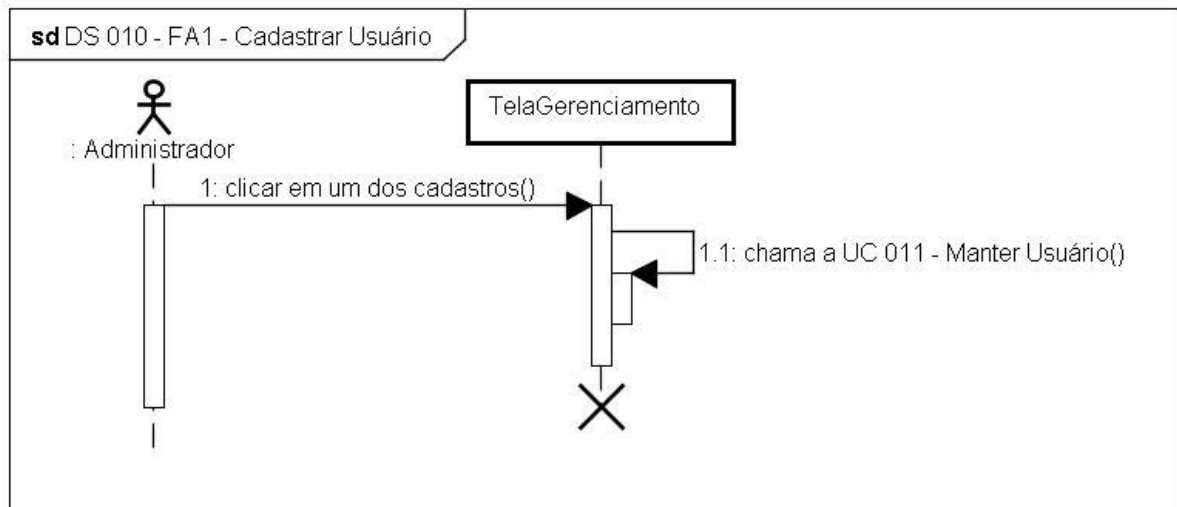 sd DS 010 - FA1 - Cadastrar Usuário
TelaGerenciamento
: Administrador
1: clicar em um dos cadastros()
1.1: chama a UC 011 - Manter Usuário()